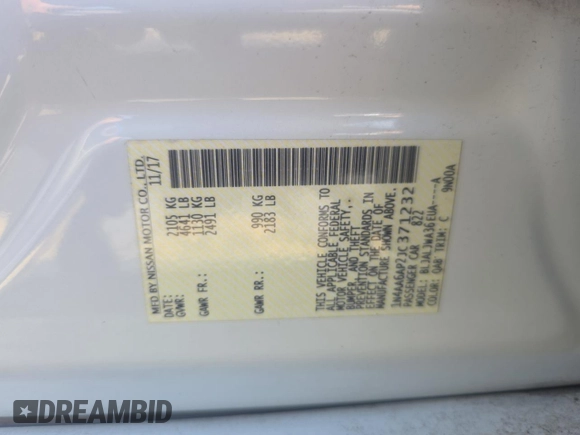 MFD BY NISSAN MOTOR CO., LTD.
DATE: 11/17
GVWR: 2105 KG
4641 LB
GAWR FR.: 1130 KG
2491 LB
GAWR RR.: 990 KG
2183 LB
THIS VEHICLE CONFORMS TO
ALL APPLICABLE FEDERAL
MOTOR VEHICLE SAFETY,
BUMPER, AND THEFT
PREVENTION STANDARDS IN
EFFECT ON THE DATE OF
MANUFACTURE SHOWN ABOVE.
1N4AA6AP2JC371232
PASSENGER CAR 822
MODEL: BLJAL3WA36EUA----A
COLOR: QAB TRIM: C 9N00A
DREAMBID